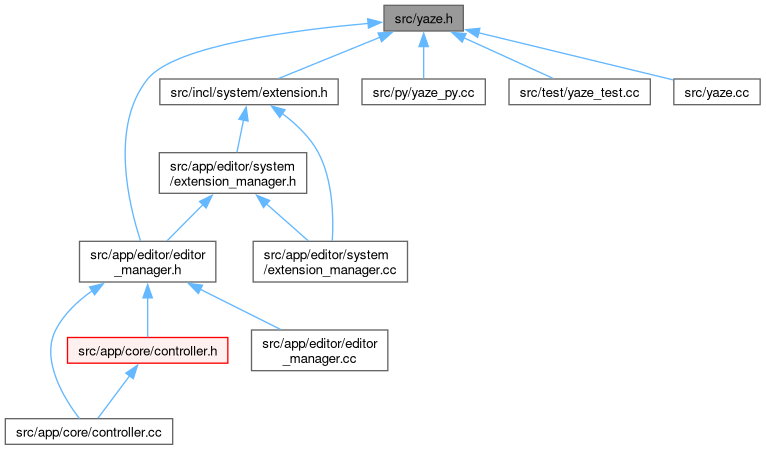 src/yaze.h
src/incl/system/extension.h
src/py/yaze_py.cc
src/test/yaze_test.cc
src/yaze.cc
src/app/editor/system
/extension_manager.h
src/app/editor/editor
_manager.h
src/app/editor/system
/extension_manager.cc
src/app/core/controller.h
src/app/editor/editor
_manager.cc
src/app/core/controller.cc